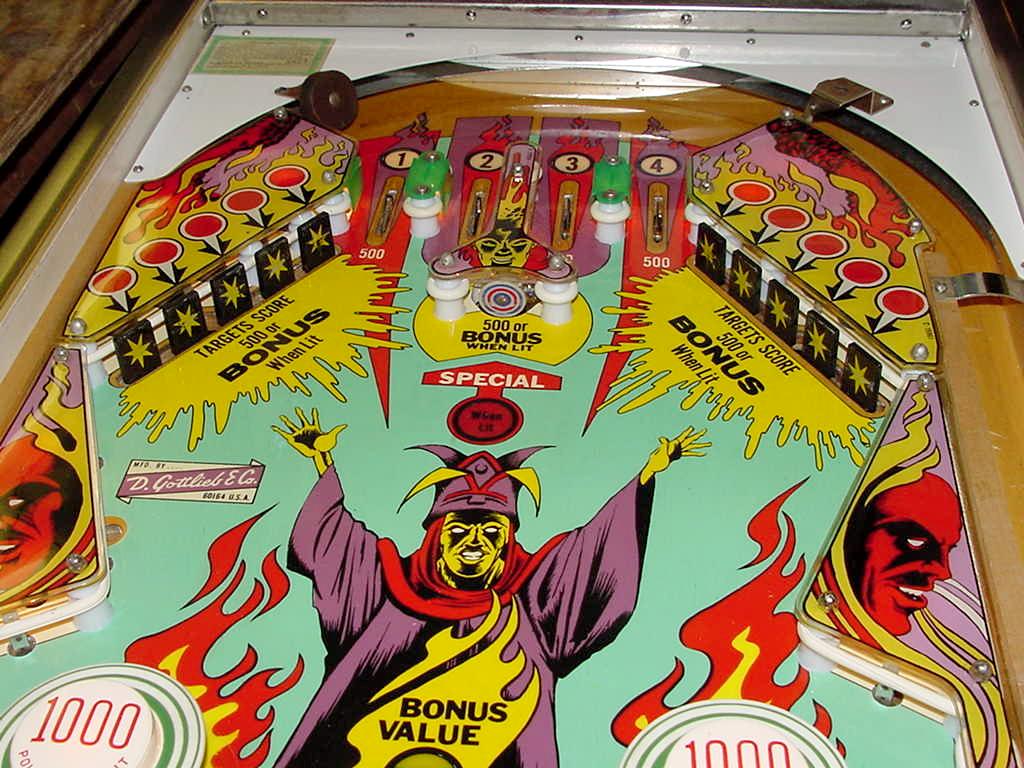 1
2
3
4
500
500
TARGETS SCORE
500 or
BONUS
When Lit
500 or
BONUS
WHEN LIT
TARGETS SCORE
500 or
BONUS
When Lit
SPECIAL
When
Lit
MFD. BY
D. Gottlieb & Co.
60164 U.S.A.
BONUS
VALUE
1000
1000